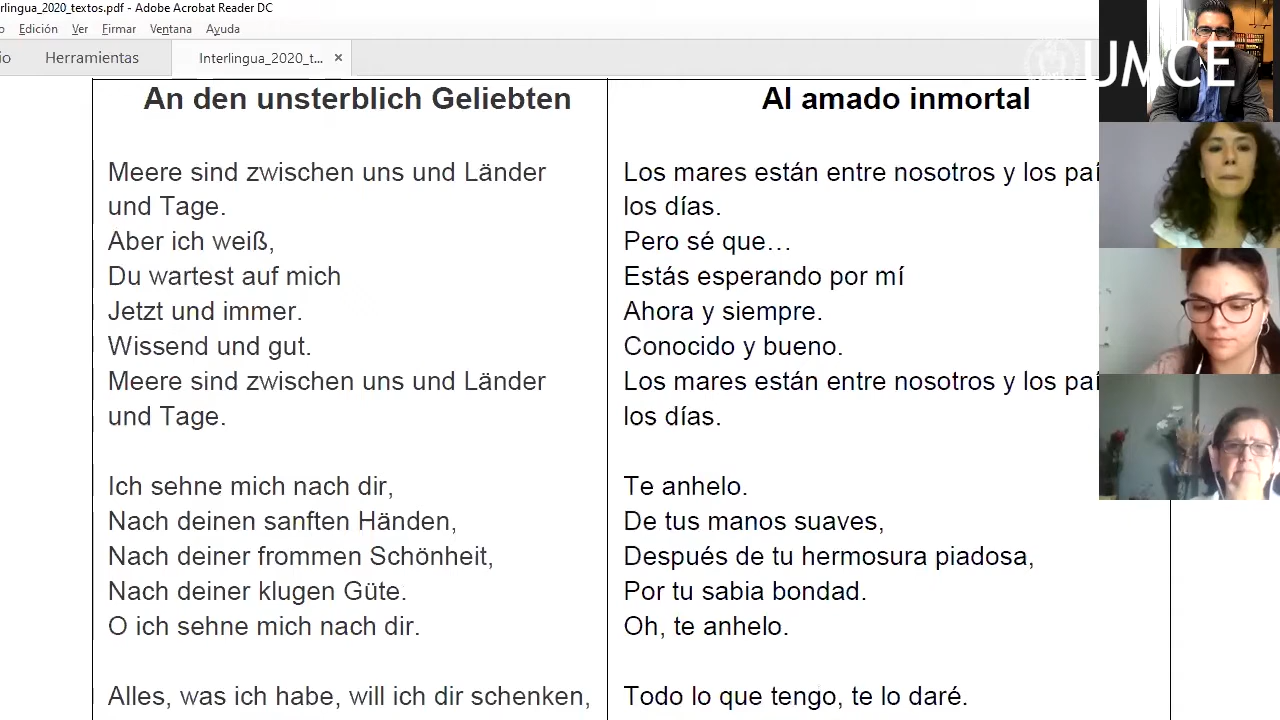 rlingua_2020_textos.pdf - Adobe Acrobat Reader DC
o Edición Ver Firmar Ventana Ayuda
io Herramientas Interlingua_2020_t... ×
UMCE
An den unsterblich Geliebten
Meere sind zwischen uns und Länder
und Tage.
Aber ich weiß,
Du wartest auf mich
Jetzt und immer.
Wissend und gut.
Meere sind zwischen uns und Länder
und Tage.
Ich sehne mich nach dir,
Nach deinen sanften Händen,
Nach deiner frommen Schönheit,
Nach deiner klugen Güte.
O ich sehne mich nach dir.
Alles, was ich habe, will ich dir schenken,
Al amado inmortal
Los mares están entre nosotros y los paí
los días.
Pero sé que…
Estás esperando por mí
Ahora y siempre.
Conocido y bueno.
Los mares están entre nosotros y los paí
los días.
Te anhelo.
De tus manos suaves,
Después de tu hermosura piadosa,
Por tu sabia bondad.
Oh, te anhelo.
Todo lo que tengo, te lo daré.